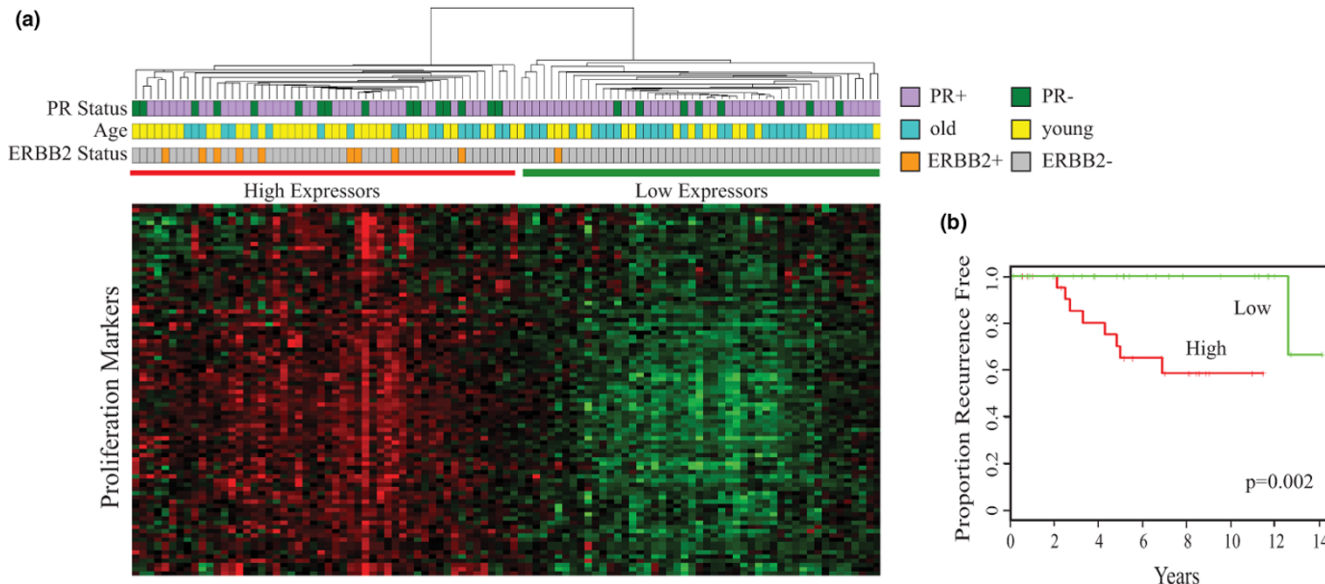 (a)
PR Status
Age
ERBB2 Status
PR+ PR-
old young
ERBB2+ ERBB2-
High Expressors Low Expressors
Proliferation Markers
(b)
Proportion Recurrence Free
1.0
0.8
0.6
0.4
0.2
0
Low
High
p=0.002
0 2 4 6 8 10 12 14
Years